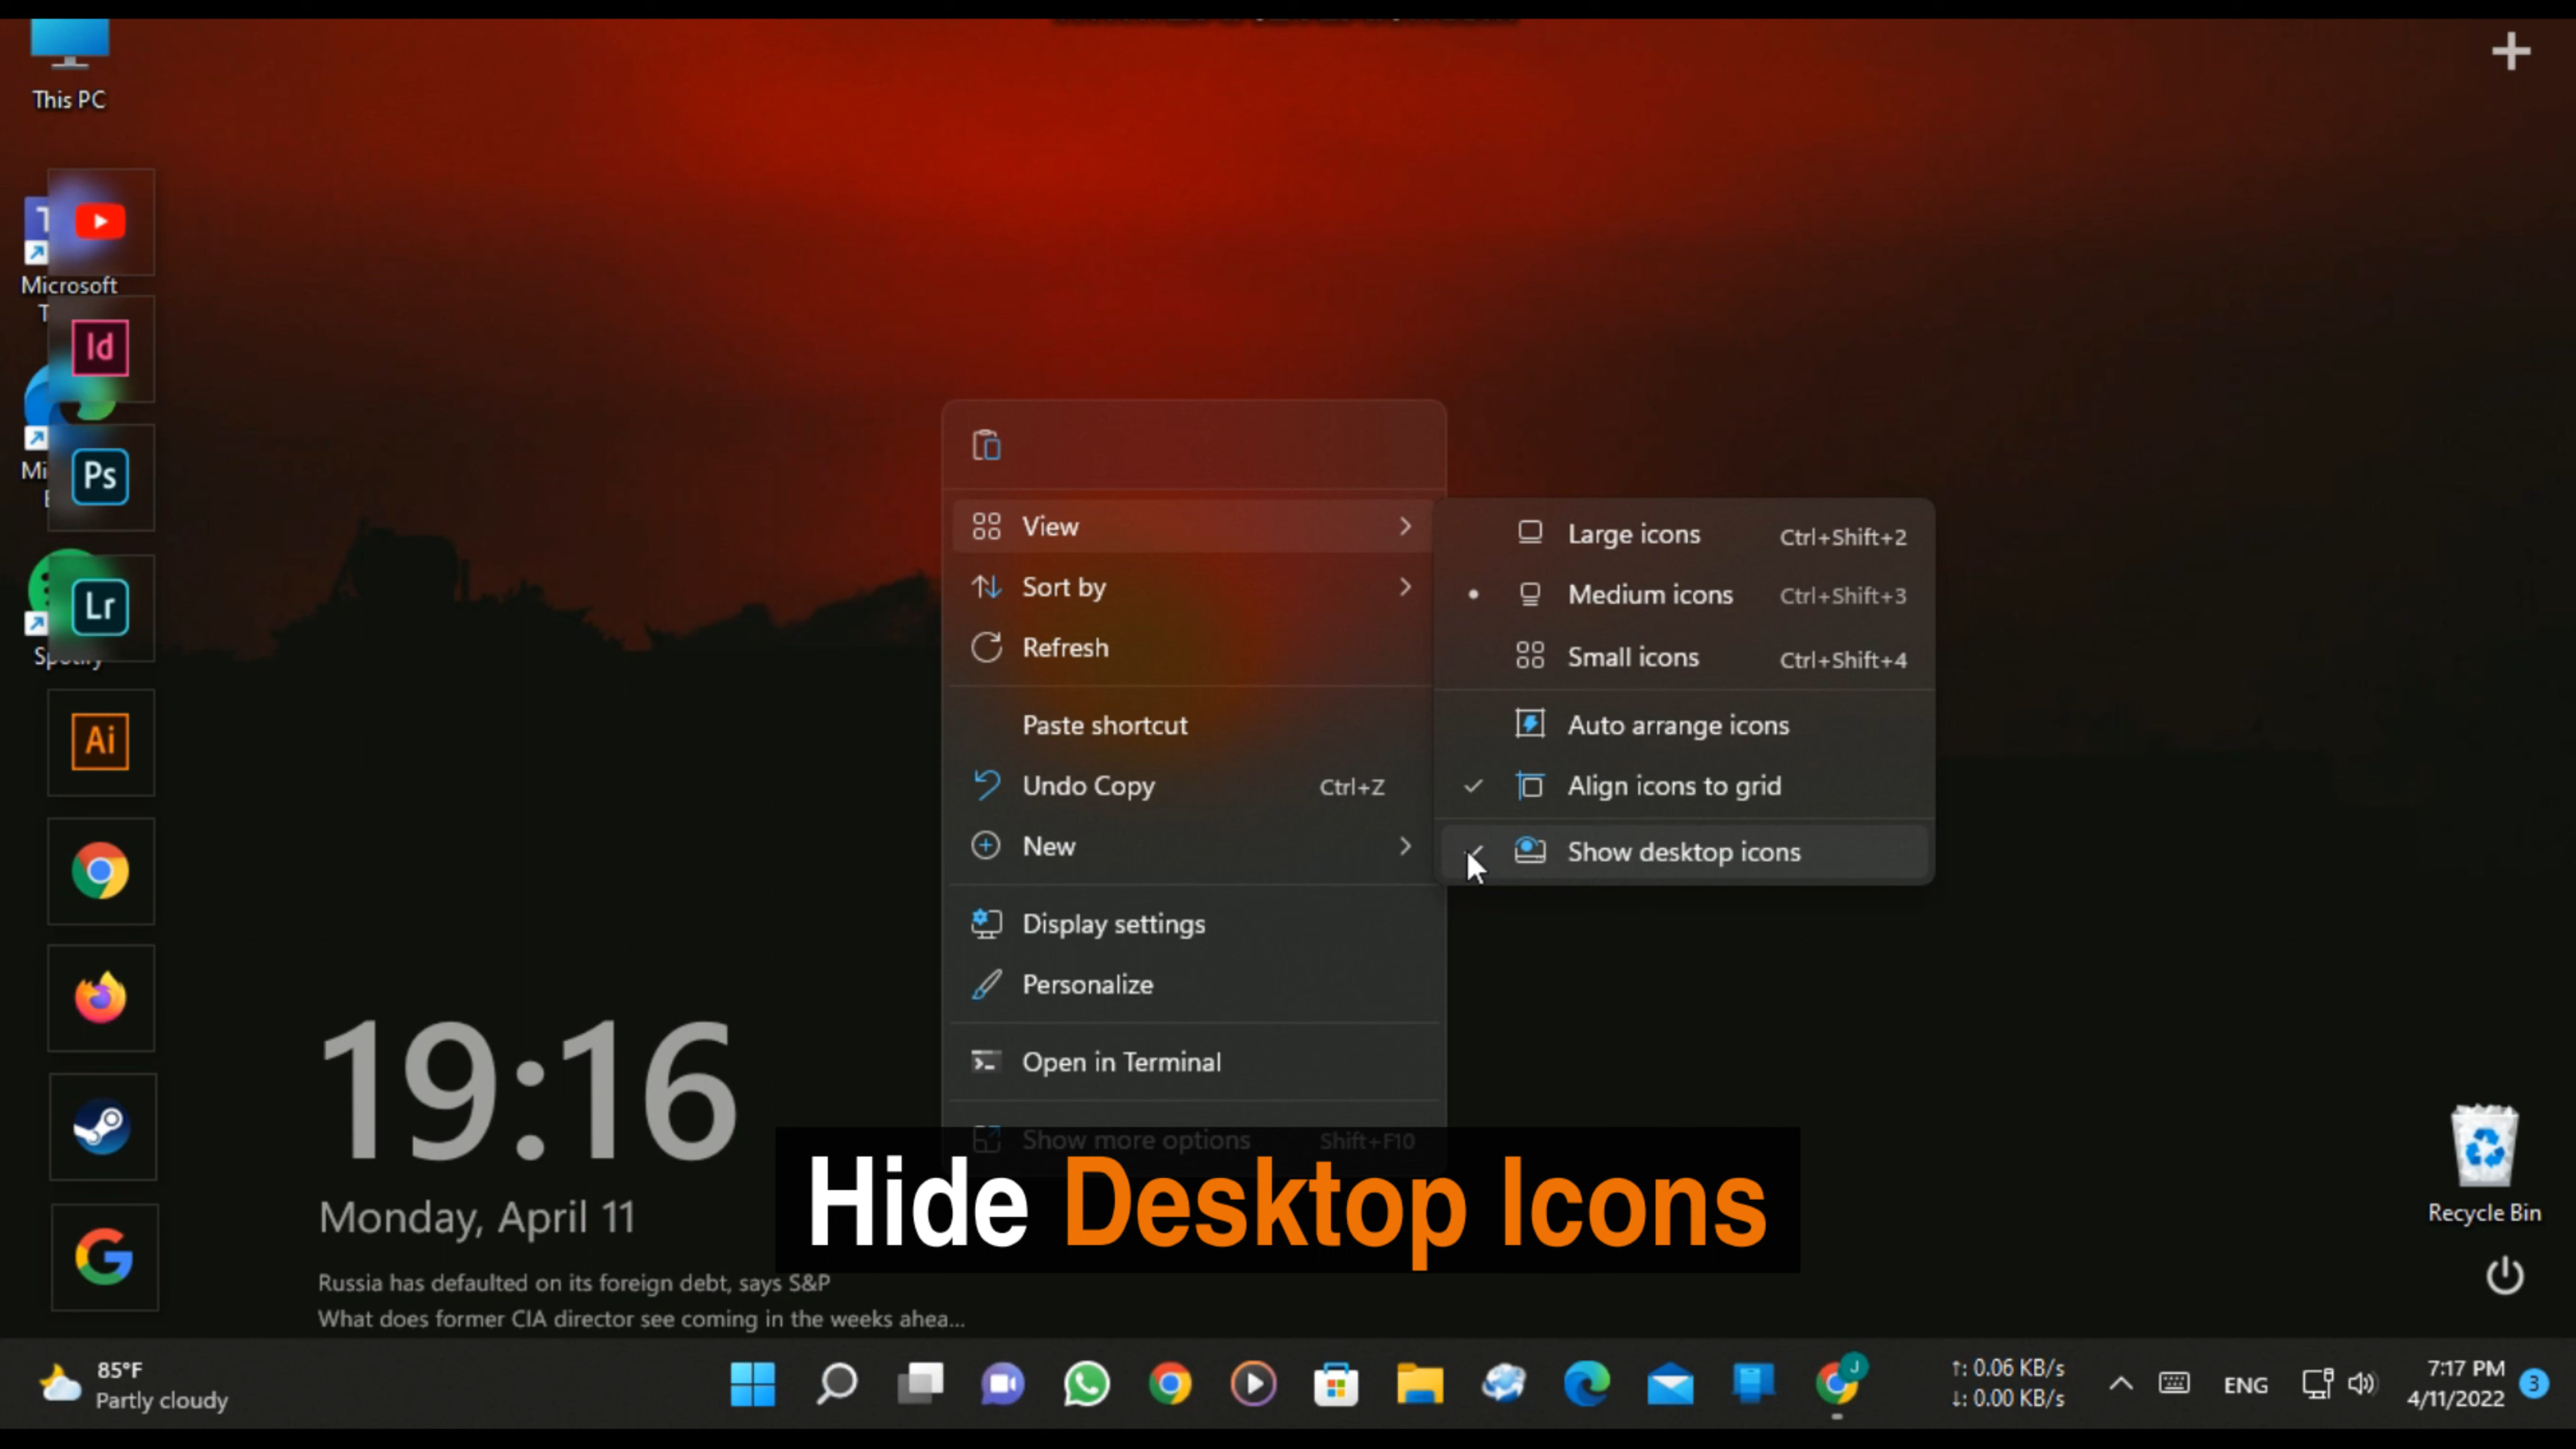 This PC
T
Microsoft
T
Id
Mi
E
Ps
Lr
Spotify
Ai
View
Sort by
Refresh
Paste shortcut
Undo Copy Ctrl+Z
New
Display settings
Personalize
Open in Terminal
Show more options Shift+F10
Large icons Ctrl+Shift+2
Medium icons Ctrl+Shift+3
Small icons Ctrl+Shift+4
Auto arrange icons
Align icons to grid
Show desktop icons
19:16
Monday, April 11
Russia has defaulted on its foreign debt, says S&P
What does former CIA director see coming in the weeks ahea...
Hide Desktop Icons
Recycle Bin
85°F
Partly cloudy
J
↑: 0.06 KB/s
↓: 0.00 KB/s
ENG
7:17 PM
4/11/2022
3